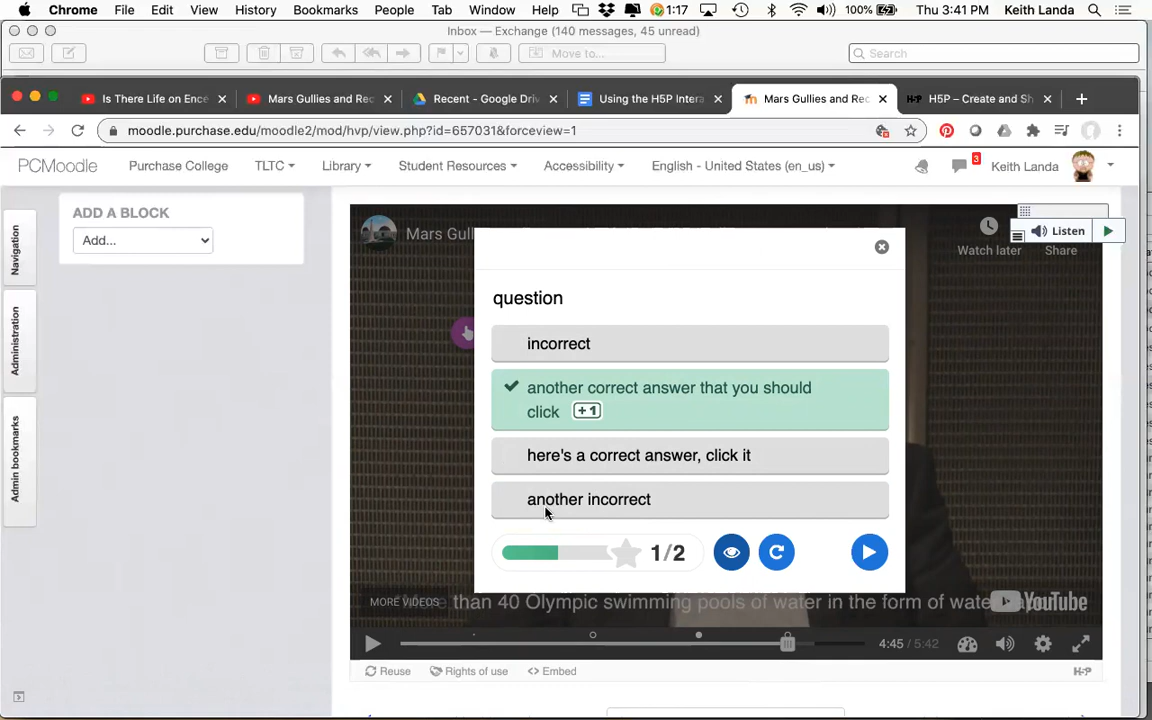 Chrome File Edit View History Bookmarks People Tab Window Help 1:17 100% Thu 3:41 PM Keith Landa
Inbox — Exchange (140 messages, 45 unread)
Move to... Search
Is There Life on Ence Mars Gullies and Rec Recent - Google Driv Using the H5P Intera Mars Gullies and Rec H5P – Create and Sh
moodle.purchase.edu/moodle2/mod/hvp/view.php?id=657031&forceview=1
PCMoodle Purchase College TLTC Library Student Resources Accessibility English - United States (en_us) 3 Keith Landa
ADD A BLOCK
Add...
Navigation
Administration
Admin bookmarks
Mars Gull
Watch later Share
Listen
question
incorrect
another correct answer that you should
click +1
here's a correct answer, click it
another incorrect
1/2
MORE VIDEOS
than 40 Olympic swimming pools of water in the form of wate
YouTube
4:45 / 5:42
Reuse Rights of use <> Embed H-P